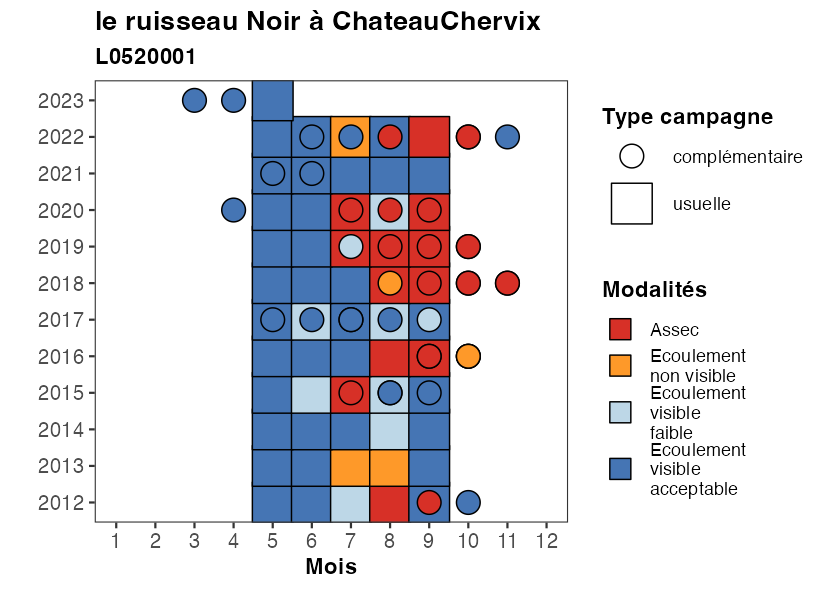 le ruisseau Noir à ChateauChervix
L0520001
2023
2022
2021
2020
2019
2018
2017
2016
2015
2014
2013
2012
1 2 3 4 5 6 7 8 9 10 11 12
Mois
Type campagne
complémentaire
usuelle
Modalités
Assec
Ecoulement
non visible
Ecoulement
visible
faible
Ecoulement
visible
acceptable